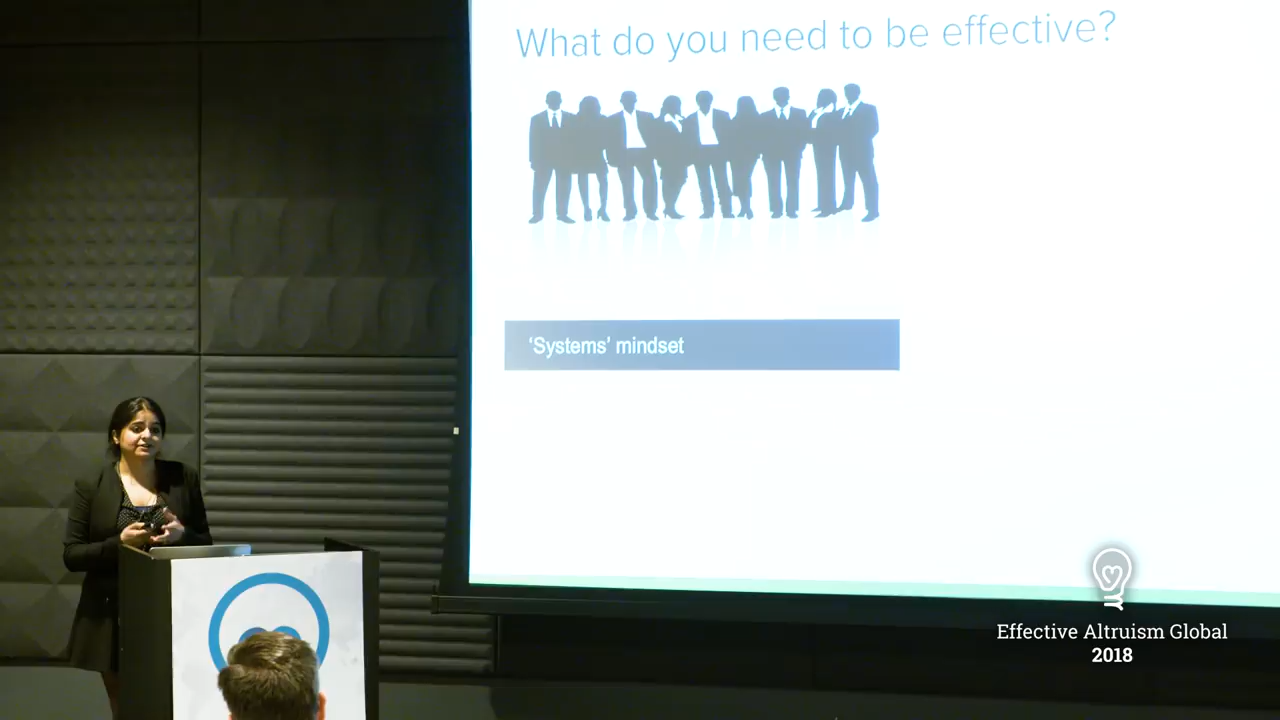 What do you need to be effective?
‘Systems’ mindset
Effective Altruism Global
2018